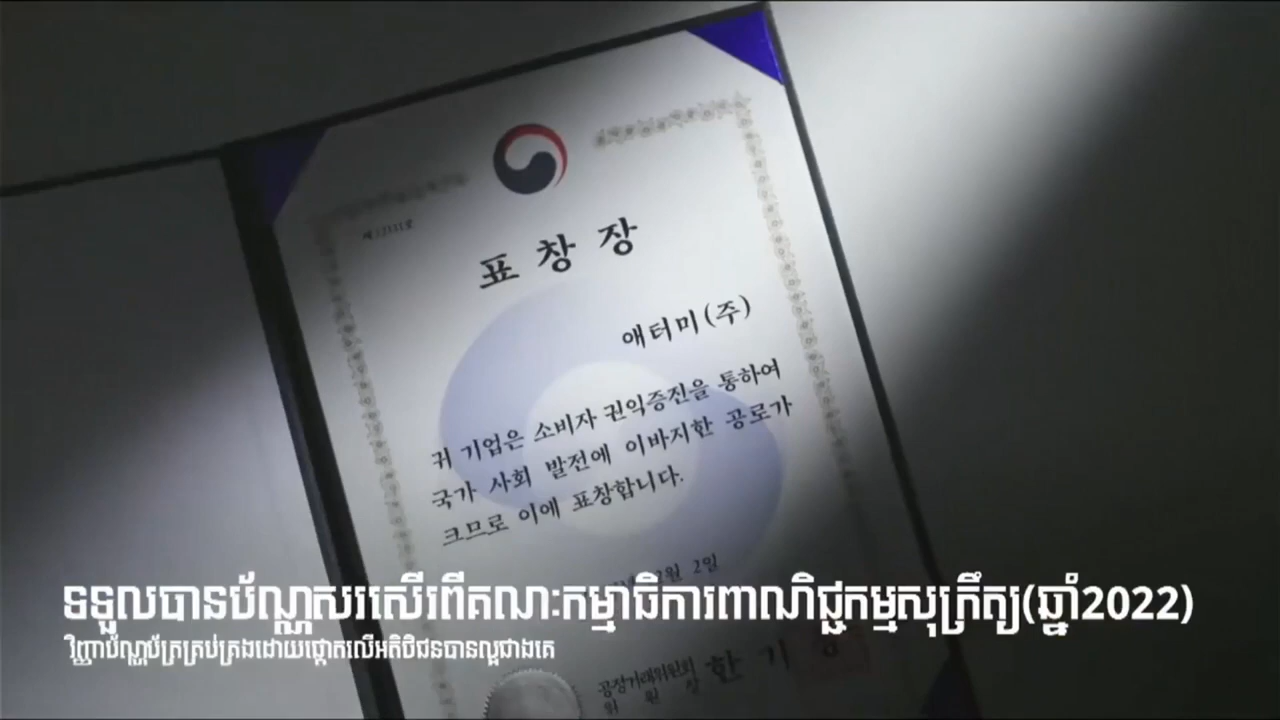 표 창 장
애터미(주)
귀 기업은 소비자 권익증진을 통하여
국가 사회 발전에 이바지한 공로가
크므로 이에 표창합니다.
월 2일
ទទួលបានប័ណ្ណសរសើរពីគណៈកម្មាធិការពាណិជ្ជកម្មសុក្រឹត្យ(ឆ្នាំ2022)
វិញ្ញាប័ណ្ណប័ត្រគ្រប់គ្រងដោយផ្តោតលើអតិថិជនបានល្អជាងគេ
공정거래위원회
위 원 장 한 기